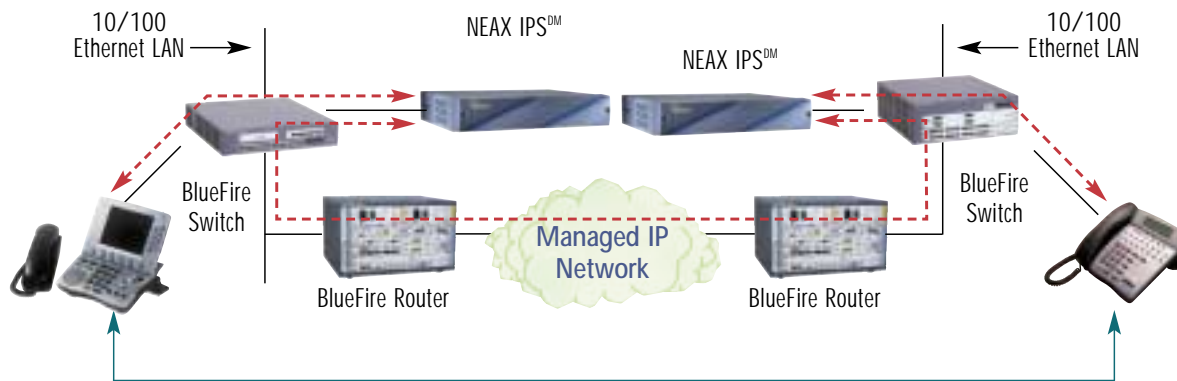 10/100
Ethernet LAN
NEAX IPS^DM
NEAX IPS^DM
10/100
Ethernet LAN
BlueFire
Switch
BlueFire
Switch
Managed IP
Network
BlueFire Router
BlueFire Router